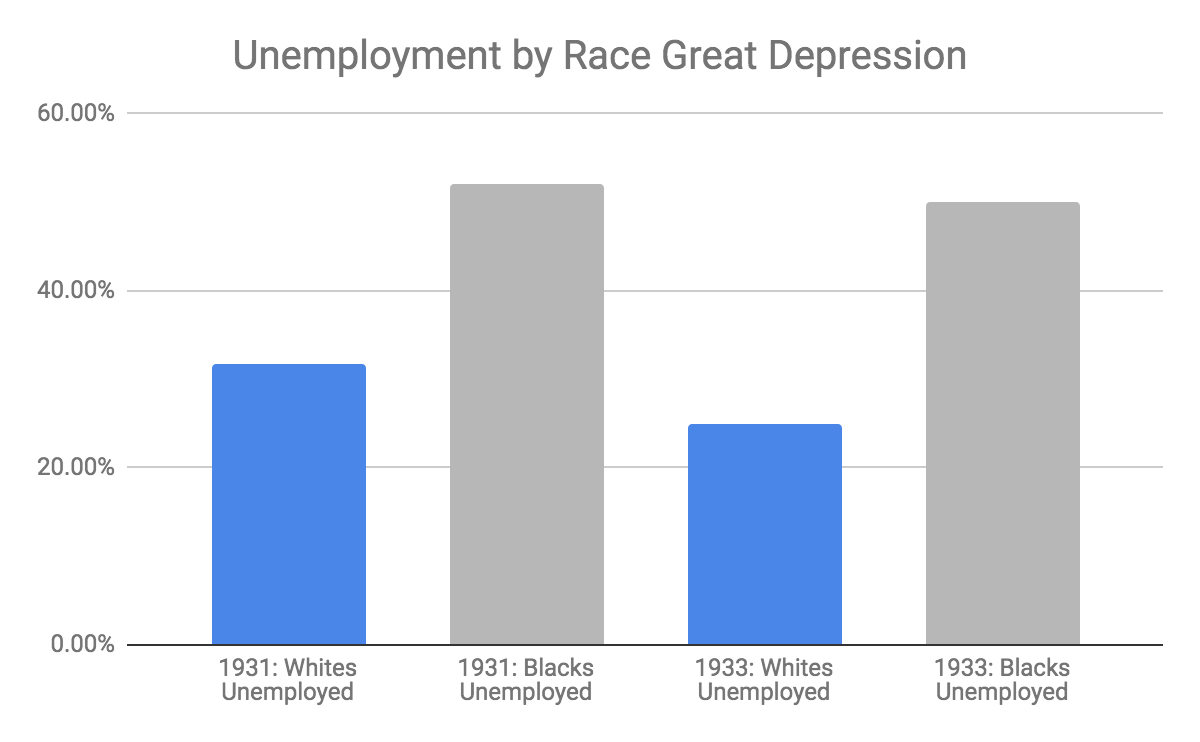 Unemployment by Race Great Depression
60.00%
40.00%
20.00%
0.00%
1931: Whites
Unemployed
1931: Blacks
Unemployed
1933: Whites
Unemployed
1933: Blacks
Unemployed